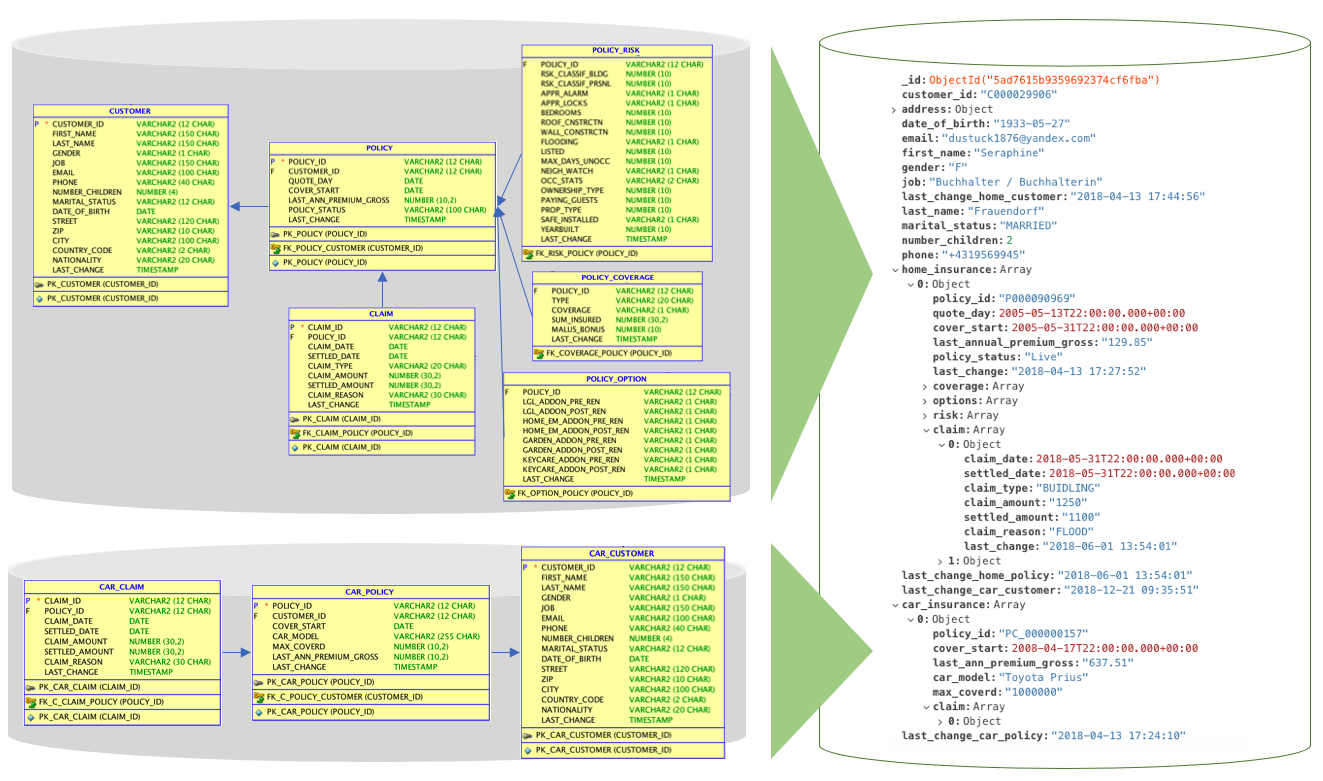 CUSTOMER
P * CUSTOMER_ID VARCHAR2 (12 CHAR)
FIRST_NAME VARCHAR2 (150 CHAR)
LAST_NAME VARCHAR2 (150 CHAR)
GENDER VARCHAR2 (1 CHAR)
JOB VARCHAR2 (150 CHAR)
EMAIL VARCHAR2 (100 CHAR)
PHONE VARCHAR2 (40 CHAR)
NUMBER_CHILDREN NUMBER (4)
MARITAL_STATUS VARCHAR2 (12 CHAR)
DATE_OF_BIRTH DATE
STREET VARCHAR2 (120 CHAR)
ZIP VARCHAR2 (10 CHAR)
CITY VARCHAR2 (100 CHAR)
COUNTRY_CODE VARCHAR2 (2 CHAR)
NATIONALITY VARCHAR2 (20 CHAR)
LAST_CHANGE TIMESTAMP
PK_CUSTOMER (CUSTOMER_ID)
PK_CUSTOMER (CUSTOMER_ID)
POLICY
P * POLICY_ID VARCHAR2 (12 CHAR)
F CUSTOMER_ID VARCHAR2 (12 CHAR)
QUOTE_DAY DATE
COVER_START DATE
LAST_ANN_PREMIUM_GROSS NUMBER (10,2)
POLICY_STATUS VARCHAR2 (100 CHAR)
LAST_CHANGE TIMESTAMP
PK_POLICY (POLICY_ID)
FK_POLICY_CUSTOMER (CUSTOMER_ID)
PK_POLICY (POLICY_ID)
CLAIM
P * CLAIM_ID VARCHAR2 (12 CHAR)
F POLICY_ID VARCHAR2 (12 CHAR)
CLAIM_DATE DATE
SETTLED_DATE DATE
CLAIM_TYPE VARCHAR2 (20 CHAR)
CLAIM_AMOUNT NUMBER (30,2)
SETTLED_AMOUNT NUMBER (30,2)
CLAIM_REASON VARCHAR2 (30 CHAR)
LAST_CHANGE TIMESTAMP
PK_CLAIM (CLAIM_ID)
FK_CLAIM_POLICY (POLICY_ID)
PK_CLAIM (CLAIM_ID)
POLICY_RISK
F POLICY_ID VARCHAR2 (12 CHAR)
RSK_CLASSIF_BLDG NUMBER (10)
RSK_CLASSIF_PRSNL NUMBER (10)
APPR_ALARM VARCHAR2 (1 CHAR)
APPR_LOCKS VARCHAR2 (1 CHAR)
BEDROOMS NUMBER (10)
ROOF_CNSTRCTN NUMBER (10)
WALL_CONSTRCTN NUMBER (10)
FLOODING VARCHAR2 (1 CHAR)
LISTED NUMBER (10)
MAX_DAYS_UNOCC NUMBER (10)
NEIGH_WATCH VARCHAR2 (1 CHAR)
OCC_STATS VARCHAR2 (2 CHAR)
OWNERSHIP_TYPE NUMBER (10)
PAYING_GUESTS NUMBER (10)
PROP_TYPE NUMBER (10)
SAFE_INSTALLED VARCHAR2 (1 CHAR)
YEARBUILT NUMBER (10)
LAST_CHANGE TIMESTAMP
FK_RISK_POLICY (POLICY_ID)
POLICY_COVERAGE
F POLICY_ID VARCHAR2 (12 CHAR)
TYPE VARCHAR2 (20 CHAR)
COVERAGE VARCHAR2 (1 CHAR)
SUM_INSURED NUMBER (30,2)
MALUS_BONUS NUMBER (10)
LAST_CHANGE TIMESTAMP
FK_COVERAGE_POLICY (POLICY_ID)
POLICY_OPTION
F POLICY_ID VARCHAR2 (12 CHAR)
LGL_ADDON_PRE_REN VARCHAR2 (1 CHAR)
LGL_ADDON_POST_REN VARCHAR2 (1 CHAR)
HOME_EM_ADDON_PRE_REN VARCHAR2 (1 CHAR)
HOME_EM_ADDON_POST_REN VARCHAR2 (1 CHAR)
GARDEN_ADDON_PRE_REN VARCHAR2 (1 CHAR)
GARDEN_ADDON_POST_REN VARCHAR2 (1 CHAR)
KEYCARE_ADDON_PRE_REN VARCHAR2 (1 CHAR)
KEYCARE_ADDON_POST_REN VARCHAR2 (1 CHAR)
LAST_CHANGE TIMESTAMP
FK_OPTION_POLICY (POLICY_ID)
CAR_CLAIM
P * CLAIM_ID VARCHAR2 (12 CHAR)
F POLICY_ID VARCHAR2 (12 CHAR)
CLAIM_DATE DATE
SETTLED_DATE DATE
CLAIM_AMOUNT NUMBER (30,2)
SETTLED_AMOUNT NUMBER (30,2)
CLAIM_REASON VARCHAR2 (30 CHAR)
LAST_CHANGE TIMESTAMP
PK_CAR_CLAIM (CLAIM_ID)
FK_C_CLAIM_POLICY (POLICY_ID)
PK_CAR_CLAIM (CLAIM_ID)
CAR_POLICY
P * POLICY_ID VARCHAR2 (12 CHAR)
F CUSTOMER_ID VARCHAR2 (12 CHAR)
COVER_START DATE
CAR_MODEL VARCHAR2 (255 CHAR)
MAX_COVERD NUMBER (10,2)
LAST_ANN_PREMIUM_GROSS NUMBER (10,2)
LAST_CHANGE TIMESTAMP
PK_CAR_POLICY (POLICY_ID)
FK_C_POLICY_CUSTOMER (CUSTOMER_ID)
PK_CAR_POLICY (POLICY_ID)
CAR_CUSTOMER
P * CUSTOMER_ID VARCHAR2 (12 CHAR)
FIRST_NAME VARCHAR2 (150 CHAR)
LAST_NAME VARCHAR2 (150 CHAR)
GENDER VARCHAR2 (1 CHAR)
JOB VARCHAR2 (150 CHAR)
EMAIL VARCHAR2 (100 CHAR)
PHONE VARCHAR2 (40 CHAR)
NUMBER_CHILDREN NUMBER (4)
MARITAL_STATUS VARCHAR2 (12 CHAR)
DATE_OF_BIRTH DATE
STREET VARCHAR2 (120 CHAR)
ZIP VARCHAR2 (10 CHAR)
CITY VARCHAR2 (100 CHAR)
COUNTRY_CODE VARCHAR2 (2 CHAR)
NATIONALITY VARCHAR2 (20 CHAR)
LAST_CHANGE TIMESTAMP
PK_CAR_CUSTOMER (CUSTOMER_ID)
PK_CAR_CUSTOMER (CUSTOMER_ID)
_id: ObjectId("5ad7615b9359692374cf6fba")
customer_id: "C000029906"
address: Object
date_of_birth: "1933-05-27"
email: "dustuck1876@yandex.com"
first_name: "Seraphine"
gender: "F"
job: "Buchhalter / Buchhalterin"
last_change_home_customer: "2018-04-13 17:44:56"
last_name: "Frauendorf"
marital_status: "MARRIED"
number_children: 2
phone: "+4319569945"
home_insurance: Array
0: Object
policy_id: "P000090969"
quote_day: 2005-05-13T22:00:00.000+00:00
cover_start: 2005-05-31T22:00:00.000+00:00
last_annual_premium_gross: "129.85"
policy_status: "Live"
last_change: "2018-04-13 17:27:52"
coverage: Array
options: Array
risk: Array
claim: Array
0: Object
claim_date: 2018-05-31T22:00:00.000+00:00
settled_date: 2018-05-31T22:00:00.000+00:00
claim_type: "BUIDLING"
claim_amount: "1250"
settled_amount: "1100"
claim_reason: "FLOOD"
last_change: "2018-06-01 13:54:01"
1: Object
last_change_home_policy: "2018-06-01 13:54:01"
last_change_car_customer: "2018-12-21 09:35:51"
car_insurance: Array
0: Object
policy_id: "PC_000000157"
cover_start: 2008-04-17T22:00:00.000+00:00
last_ann_premium_gross: "637.51"
car_model: "Toyota Prius"
max_coverd: "1000000"
claim: Array
0: Object
last_change_car_policy: "2018-04-13 17:24:10"